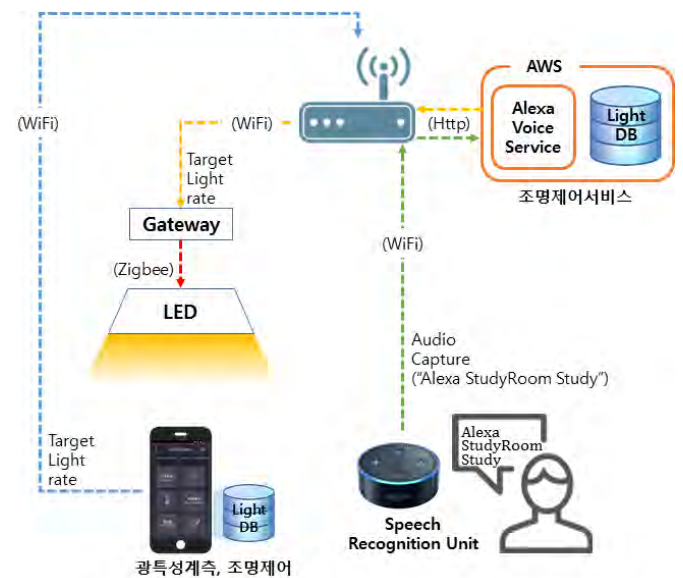 AWS
(WiFi)
(WiFi)
(Http)
Alexa
Voice
Service
Light
DB
조명제어서비스
Target
Light
rate
Gateway
(WiFi)
(Zigbee)
LED
Audio
Capture
("Alexa StudyRoom Study")
Target
Light
rate
Light
DB
광특성계측, 조명제어
Alexa
StudyRoom
Study
Speech
Recognition Unit